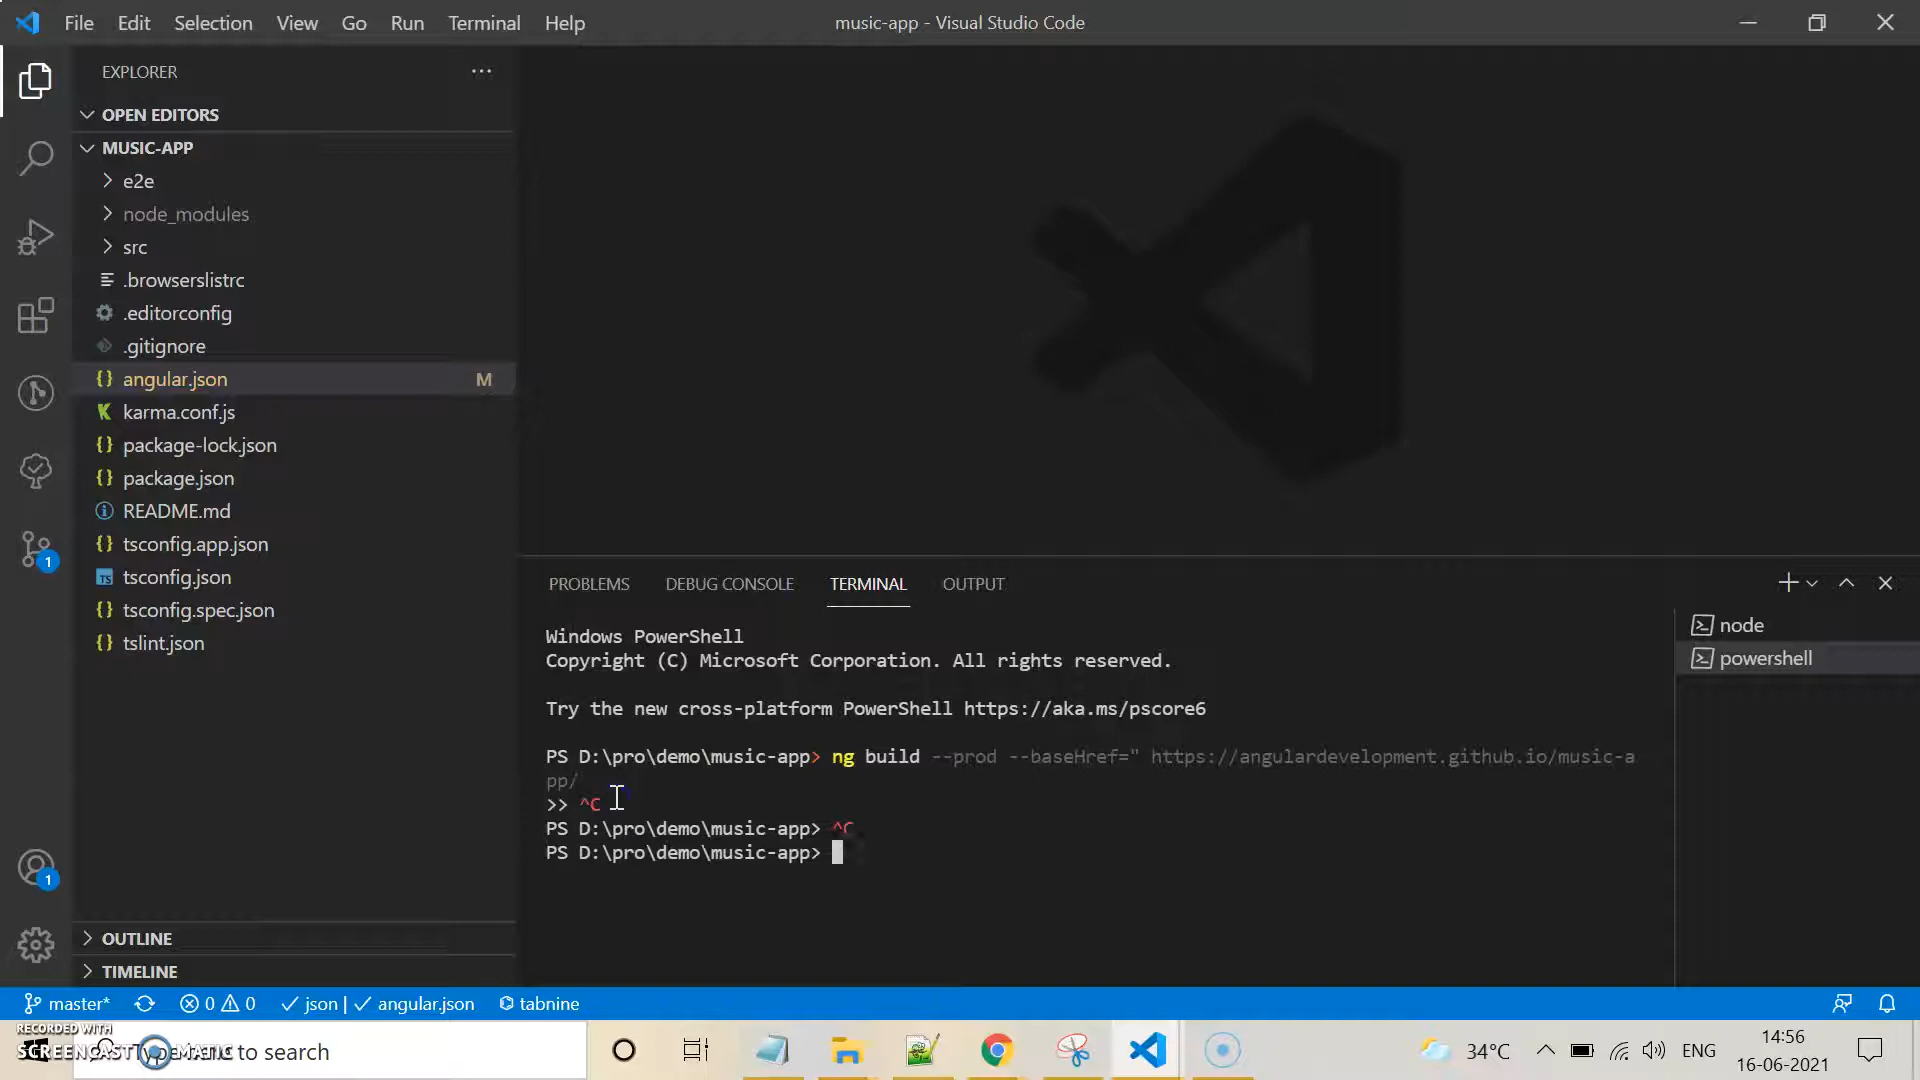 File Edit Selection View Go Run Terminal Help
music-app - Visual Studio Code
EXPLORER
OPEN EDITORS
MUSIC-APP
e2e
node_modules
src
.browserslistrc
.editorconfig
.gitignore
angular.json M
karma.conf.js
package-lock.json
package.json
README.md
tsconfig.app.json
tsconfig.json
tsconfig.spec.json
tslint.json
OUTLINE
TIMELINE
1
1
PROBLEMS DEBUG CONSOLE TERMINAL OUTPUT
Windows PowerShell
Copyright (C) Microsoft Corporation. All rights reserved.
Try the new cross-platform PowerShell https://aka.ms/pscore6
PS D:\pro\demo\music-app> ng build --prod --baseHref=" https://angulardevelopment.github.io/music-a
pp/
>> ^C
PS D:\pro\demo\music-app> ^C
PS D:\pro\demo\music-app>
node
powershell
master* 0 0 json | angular.json tabnine
RECORDED WITH
SCREENCAST MATIC
Type here to search
34°C ENG
14:56
16-06-2021